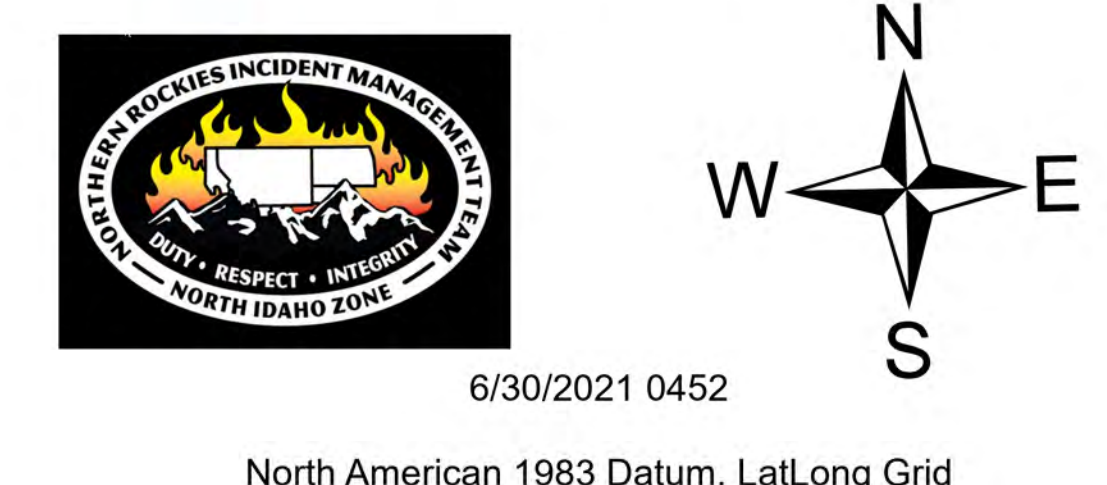 NORTHERN ROCKIES INCIDENT MANAGEMENT TEAM
DUTY • RESPECT • INTEGRITY
— NORTH IDAHO ZONE —
N
W
E
S
6/30/2021 0452
North American 1983 Datum, LatLong Grid